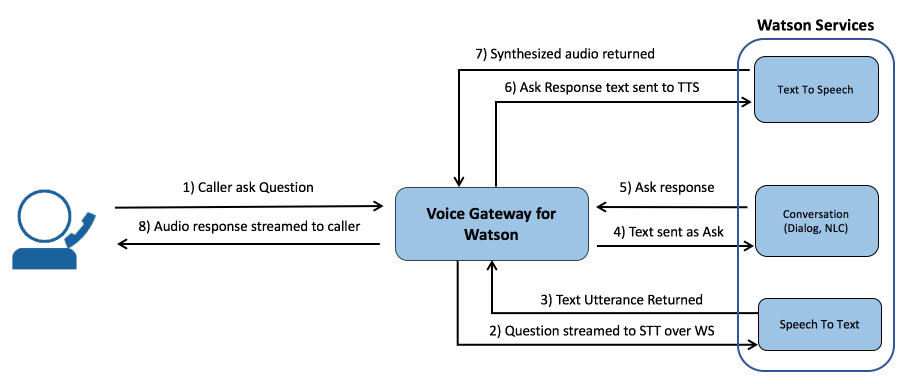 Watson Services
7) Synthesized audio returned
6) Ask Response text sent to TTS
Text To Speech
1) Caller ask Question
8) Audio response streamed to caller
Voice Gateway for
Watson
5) Ask response
4) Text sent as Ask
Conversation
(Dialog, NLC)
3) Text Utterance Returned
2) Question streamed to STT over WS
Speech To Text